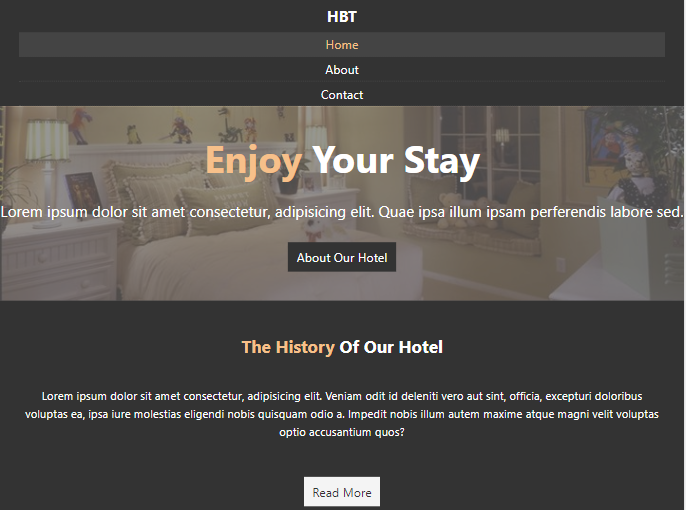 HBT
Home
About
Contact
Enjoy Your Stay
Lorem ipsum dolor sit amet consectetur, adipisicing elit. Quae ipsa illum ipsam perferendis labore sed.
About Our Hotel
The History Of Our Hotel
Lorem ipsum dolor sit amet consectetur, adipisicing elit. Veniam odit id deleniti vero aut sint, officia, excepturi doloribus
voluptas ea, ipsa iure molestias eligendi nobis quisquam odio a. Impedit nobis illum autem maxime atque magni velit voluptas
optio accusantium quos?
Read More